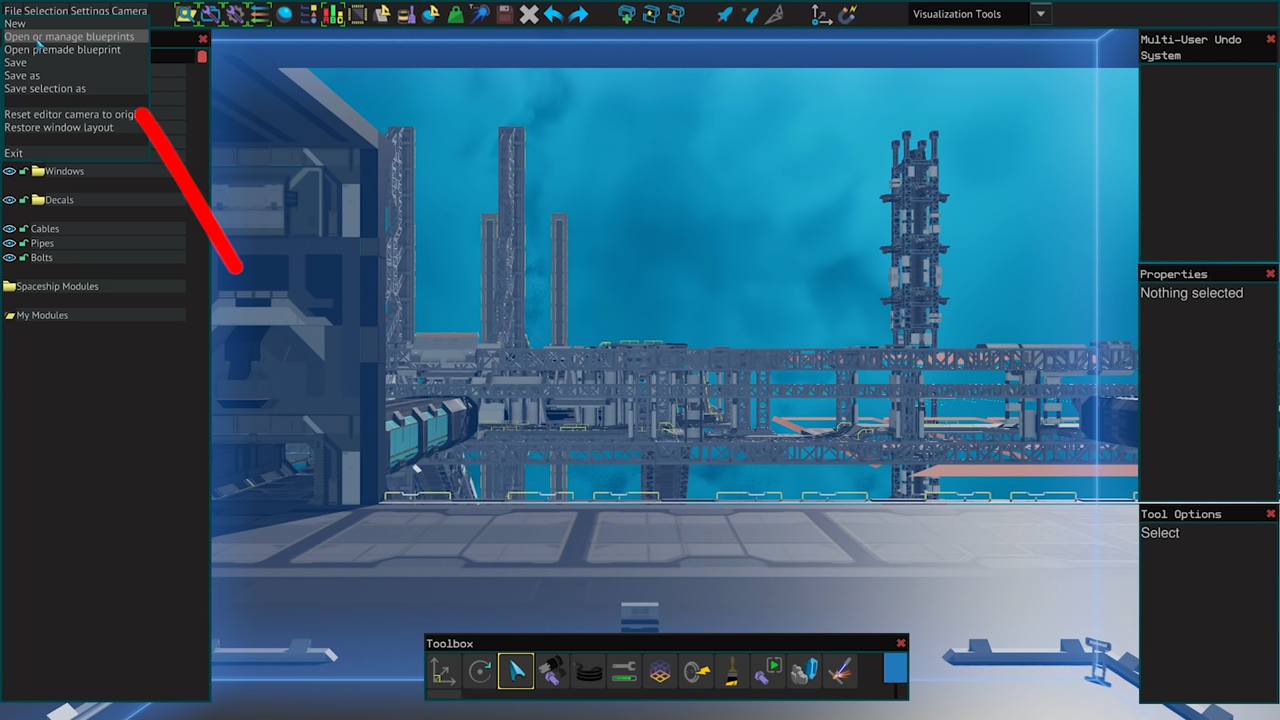 File Selection Settings Camera
New
Open or manage blueprints
Open premade blueprint
Save
Save as
Save selection as
Reset editor camera to origi
Restore window layout
Exit
Windows
Decals
Cables
Pipes
Bolts
Spaceship Modules
My Modules
Visualization Tools
Multi-User Undo
System
Properties
Nothing selected
Tool Options
Select
Toolbox